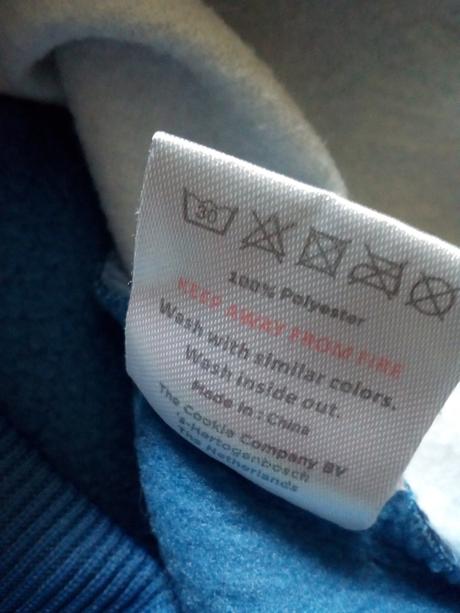 30
100% Polyester
KEEP AWAY FROM FIRE
Wash with similar colors.
Wash inside out.
Made in : China
The Cookie Company BV
's-Hertogenbosch
The Netherlands